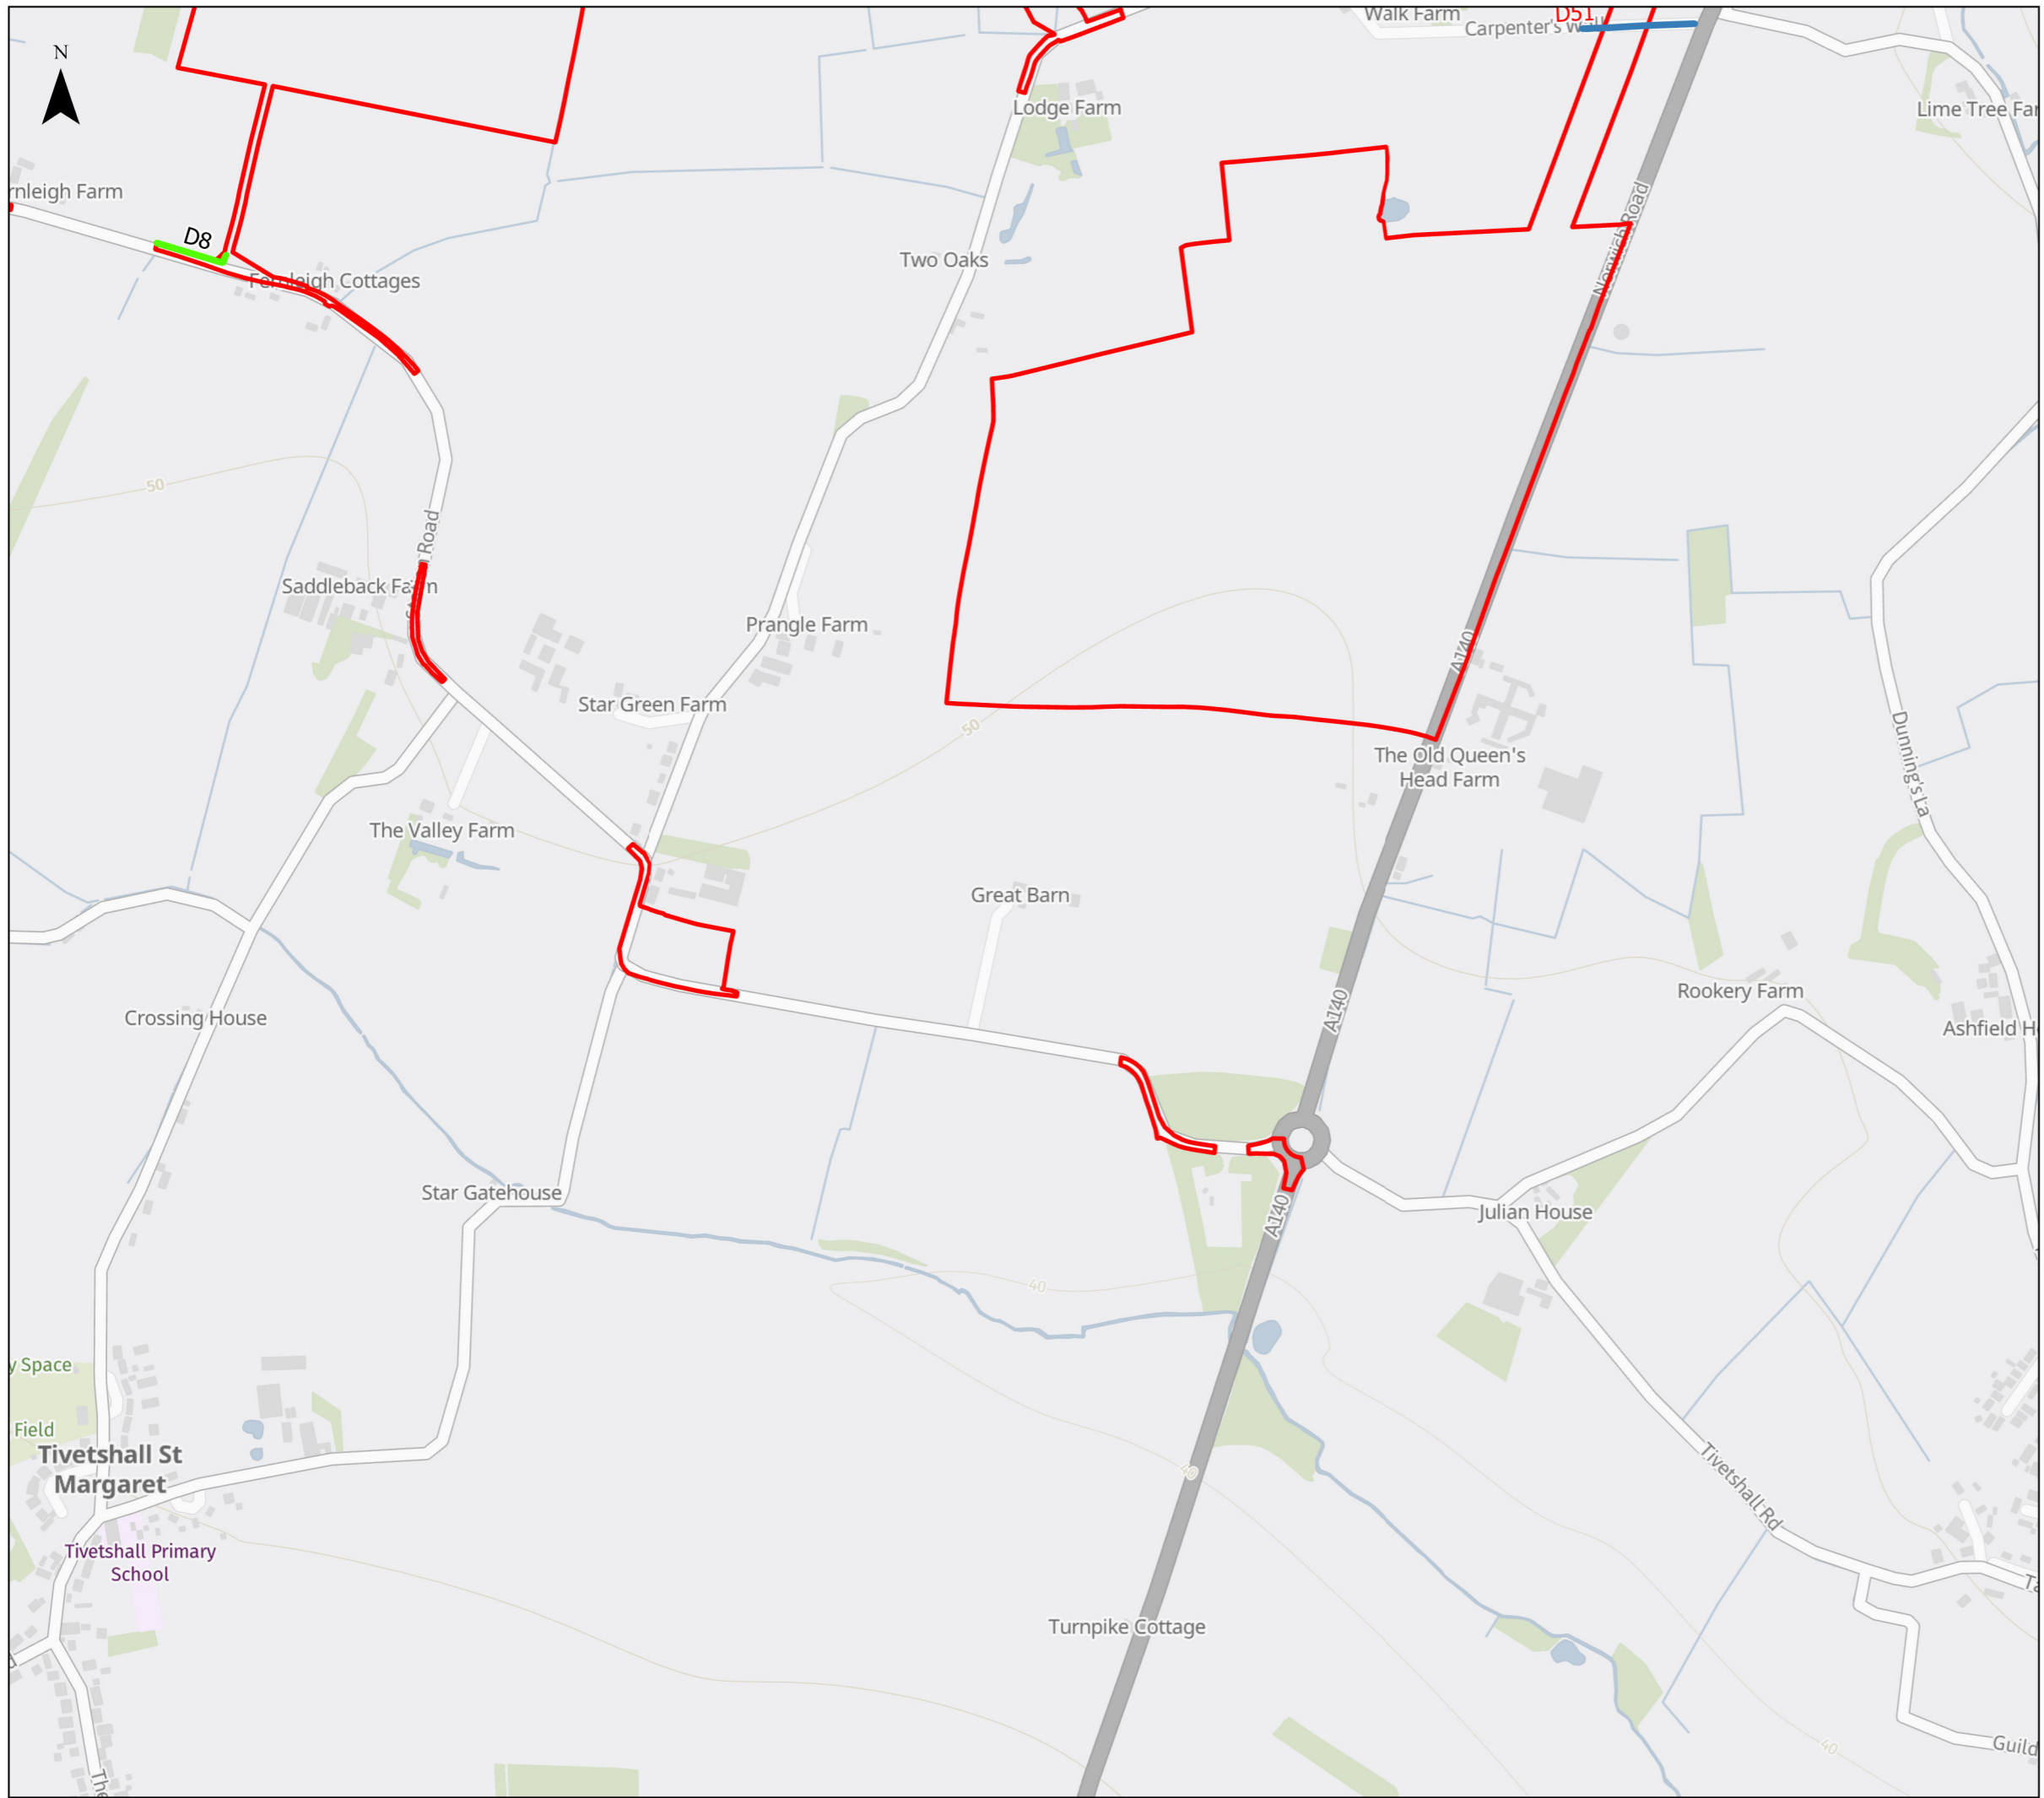 Walk Farm
D51
Carpenter's
N
Lodge Farm
Lime Tree Far
rnleigh Farm
D8
Fernleigh Cottages
Two Oaks
Norwich Road
50
Road
Saddleback Farm
Prangle Farm
Star Green Farm
50
A140
The Old Queen's
Head Farm
Dunning's La
The Valley Farm
Great Barn
Rookery Farm
A140
Crossing House
Ashfield H
Star Gatehouse
A140
Julian House
40
y Space
Field
Tivetshall St
Margaret
40
Tivetshall Rd
Tivetshall Primary
School
Ta
Turnpike Cottage
40
Guild
The